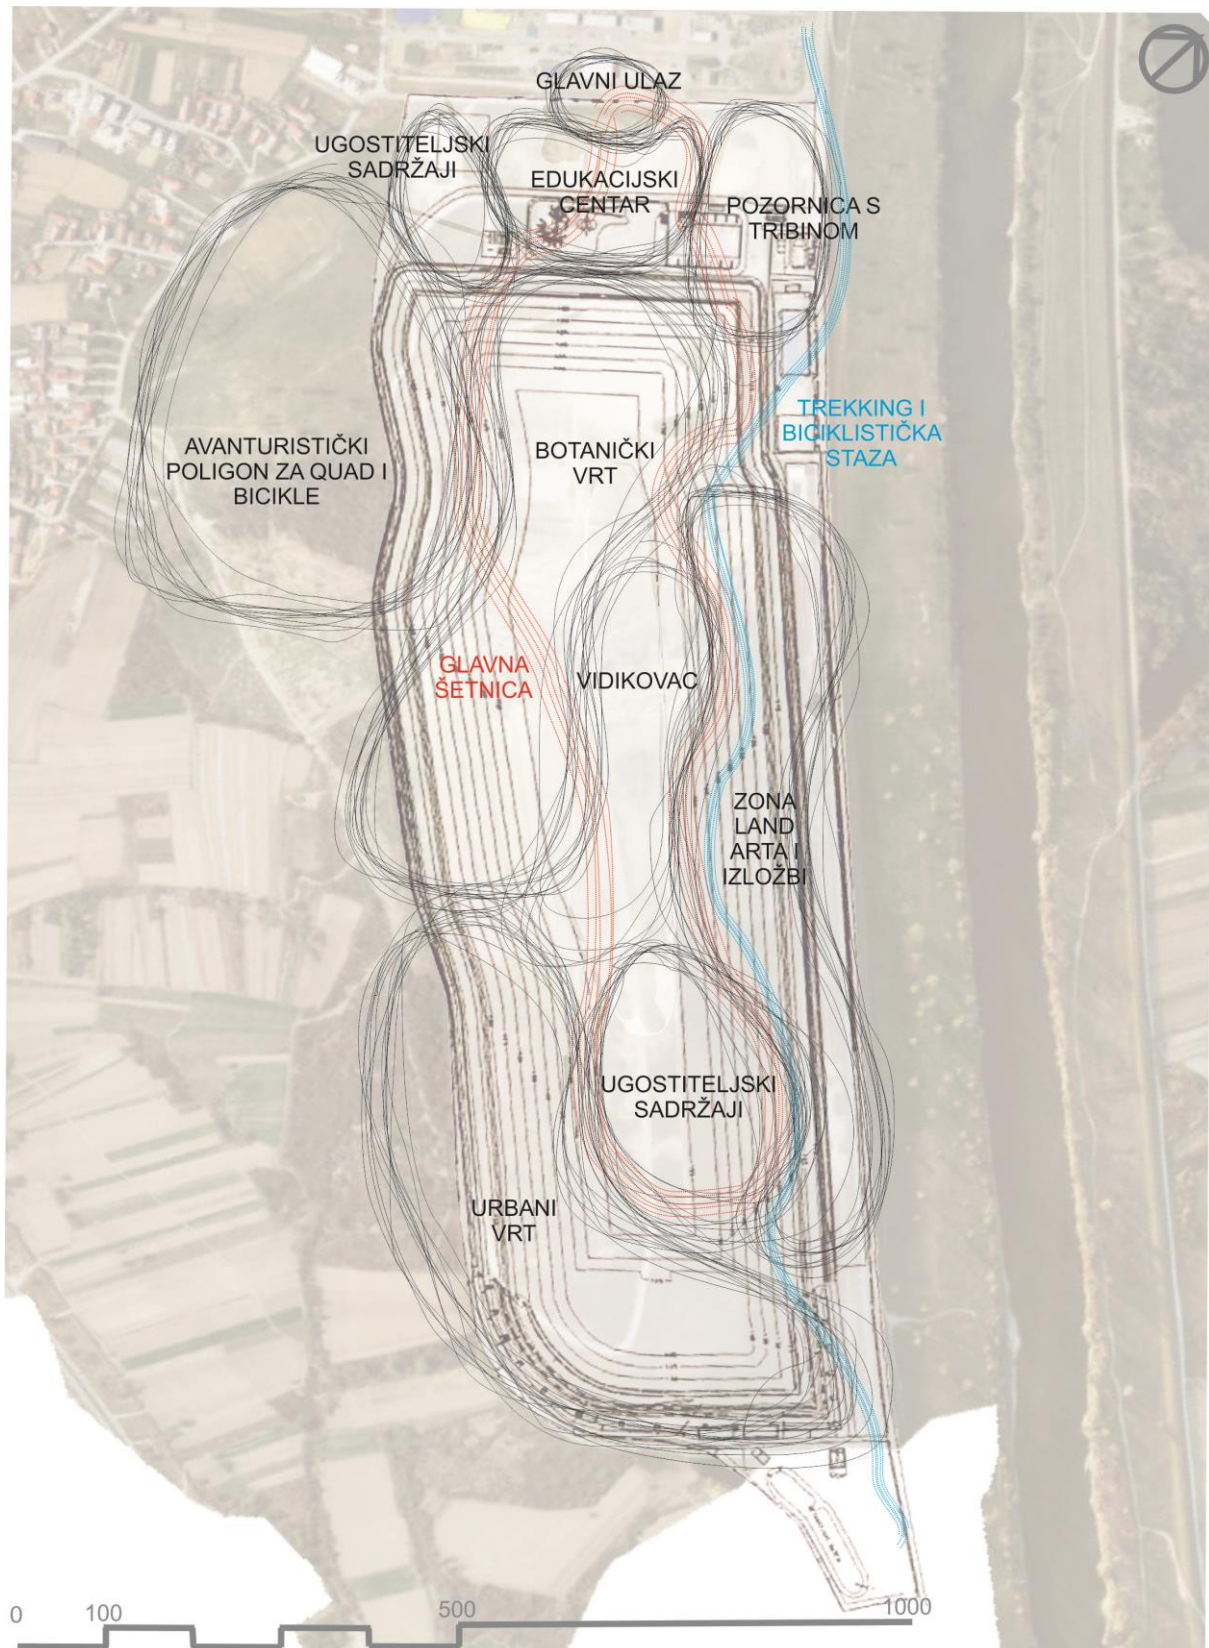 GLAVNI ULAZ
UGOSTITELJSKI
SADRŽAJI
EDUKACIJSKI
CENTAR
POZORNICA S
TRIBINOM
TREKKING I
BICIKLISTIČKA
STAZA
AVANTURISTIČKI
POLIGON ZA QUAD I
BICIKLE
BOTANIČKI
VRT
GLAVNA
ŠETNICA
VIDIKOVAC
ZONA
LAND
ARTA I
IZLOŽBI
UGOSTITELJSKI
SADRŽAJI
URBANI
VRT
0
100
500
1000